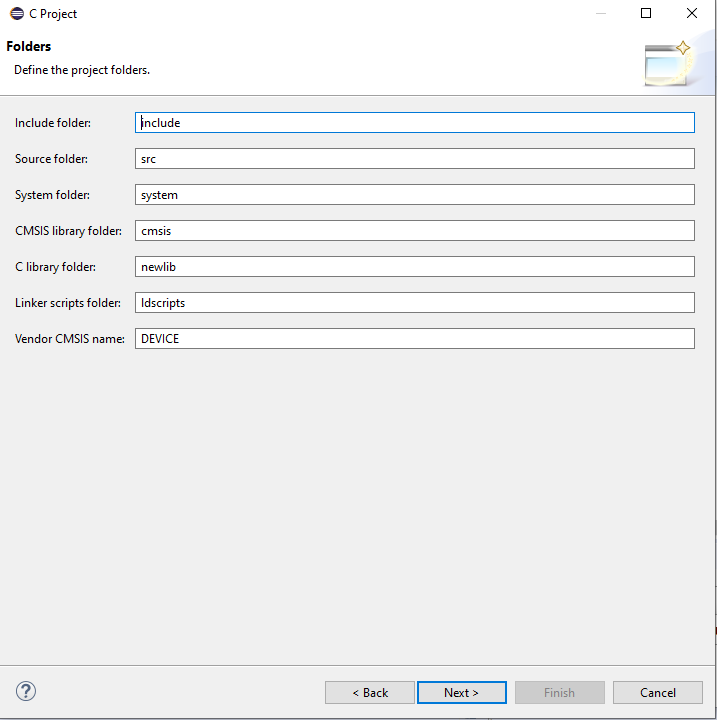 C Project
Folders
Define the project folders.
Include folder: include
Source folder: src
System folder: system
CMSIS library folder: cmsis
C library folder: newlib
Linker scripts folder: ldscripts
Vendor CMSIS name: DEVICE
? < Back Next > Finish Cancel